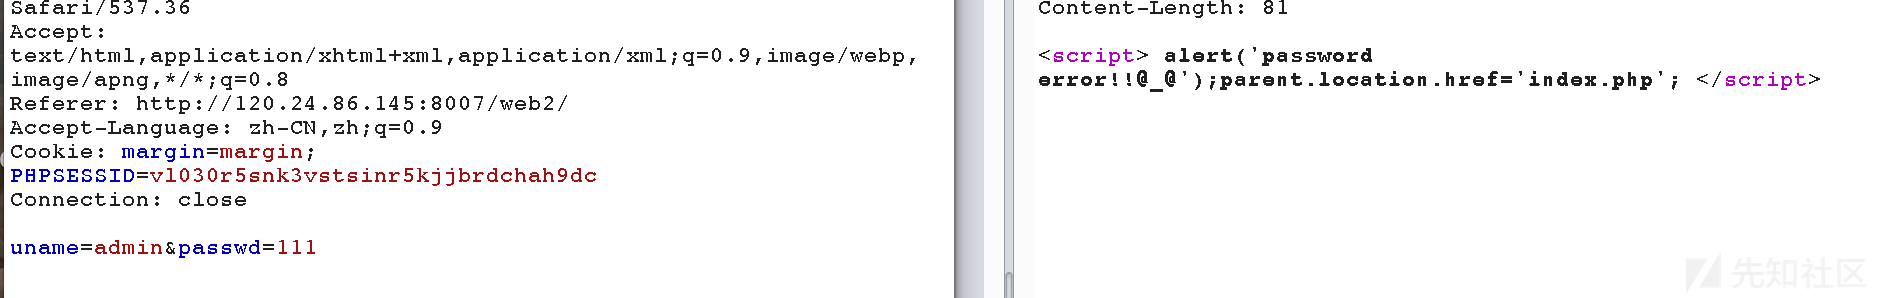 Safari/537.36
Accept:
text/html,application/xhtml+xml,application/xml;q=0.9,image/webp,
image/apng,*/*;q=0.8
Referer: http://120.24.86.145:8007/web2/
Accept-Language: zh-CN,zh;q=0.9
Cookie: margin=margin;
PHPSESSID=vl030r5snk3vstsinr5kjjbrdchah9dc
Connection: close
uname=admin&passwd=111
Content-Length: 81
<script> alert('password
error!!@_@');parent.location.href='index.php'; </script>
先知社区